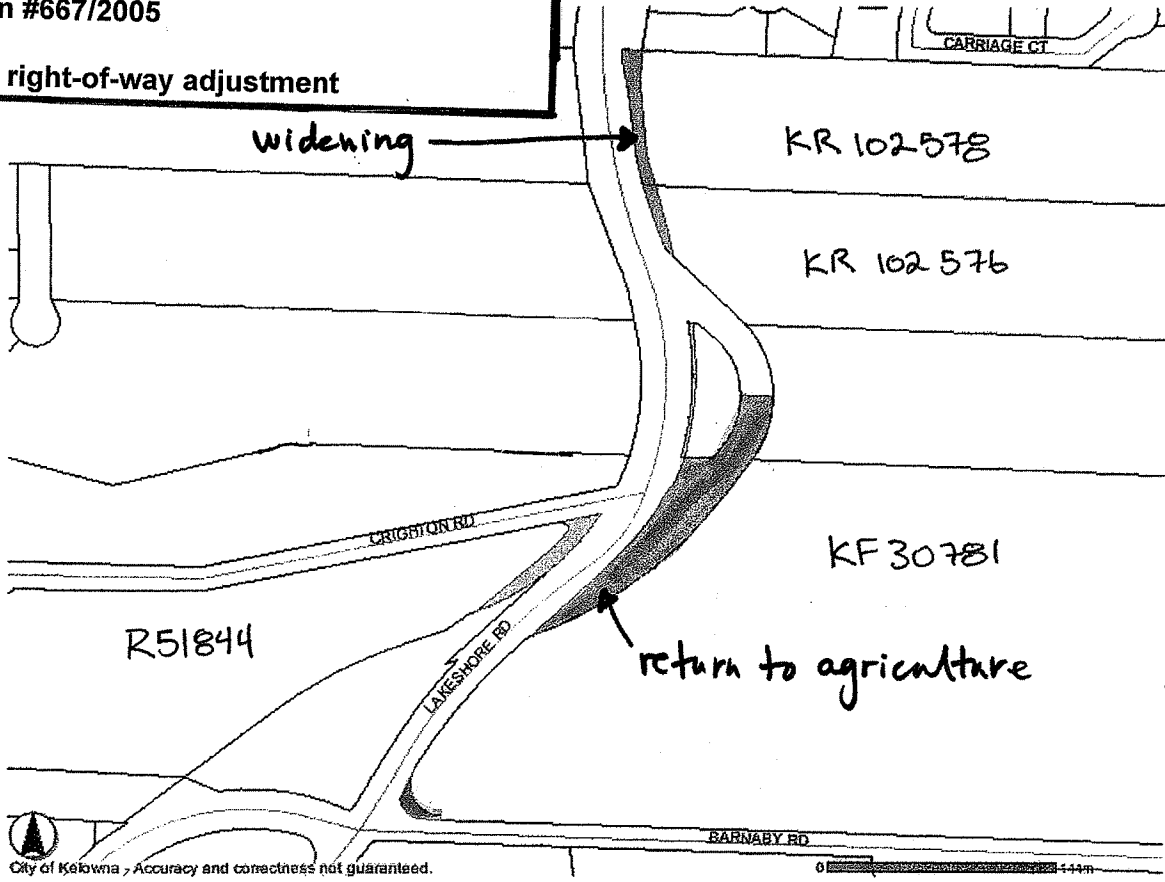 n #667/2005
right-of-way adjustment
CARRIAGE CT
widening
KR 102578
KR 102576
CRIGHTON RD
KF 30781
R51844
LAKESHORE RD
return to agriculture
BARNABY RD
City of Kelowna - Accuracy and correctness not guaranteed.
0 144m